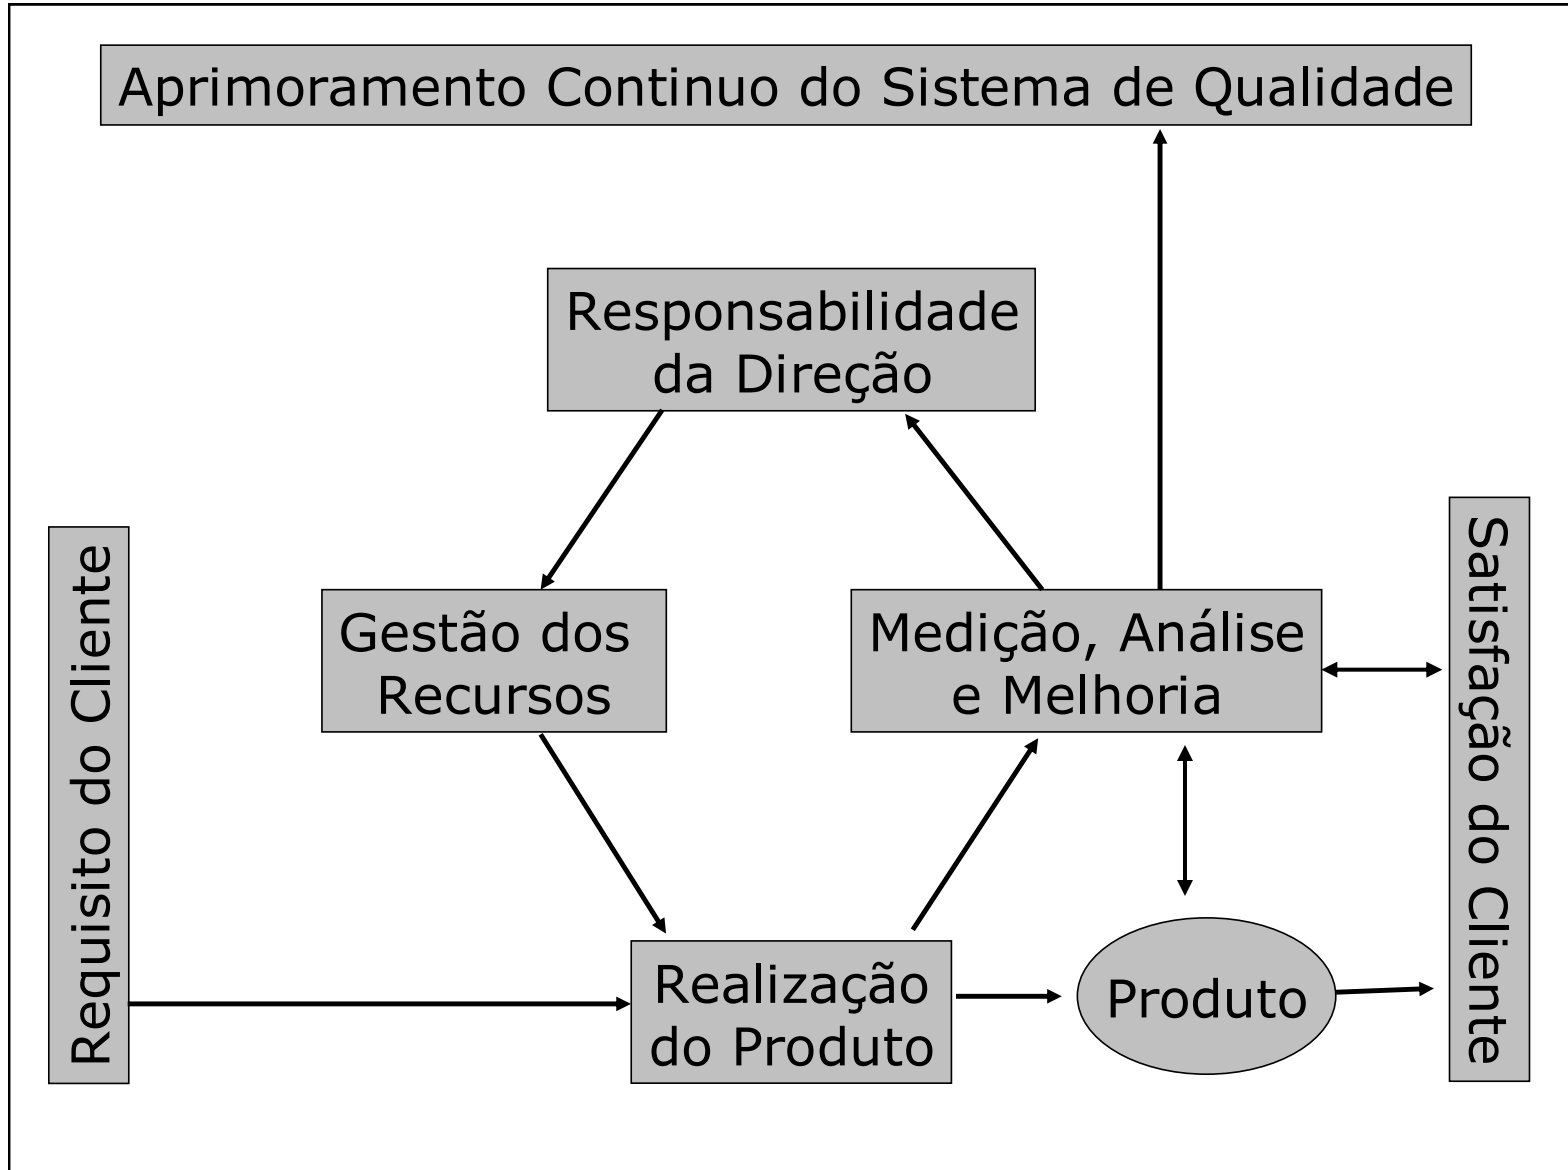 Aprimoramento Continuo do Sistema de Qualidade
Responsabilidade
da Direção
Requisito do Cliente
Gestão dos
Recursos
Medição, Análise
e Melhoria
Satisfação do Cliente
Realização
do Produto
Produto